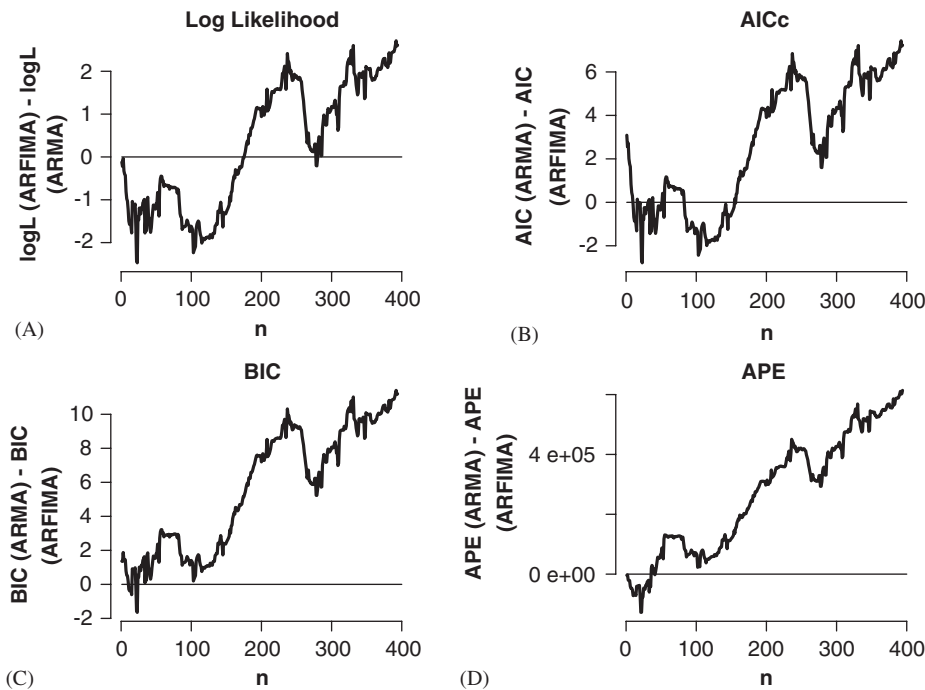 Log Likelihood
logL (ARFIMA) - logL
(ARMA)
2
1
0
-1
-2
0
100
200
300
400
n
(A)
AICc
AIC (ARMA) - AIC
(ARFIMA)
6
4
2
0
-2
0
100
200
300
400
n
(B)
BIC
BIC (ARMA) - BIC
(ARFIMA)
10
8
6
4
2
0
-2
0
100
200
300
400
n
(C)
APE
APE (ARMA) - APE
(ARFIMA)
4 e+05
0 e+00
0
100
200
300
400
n
(D)